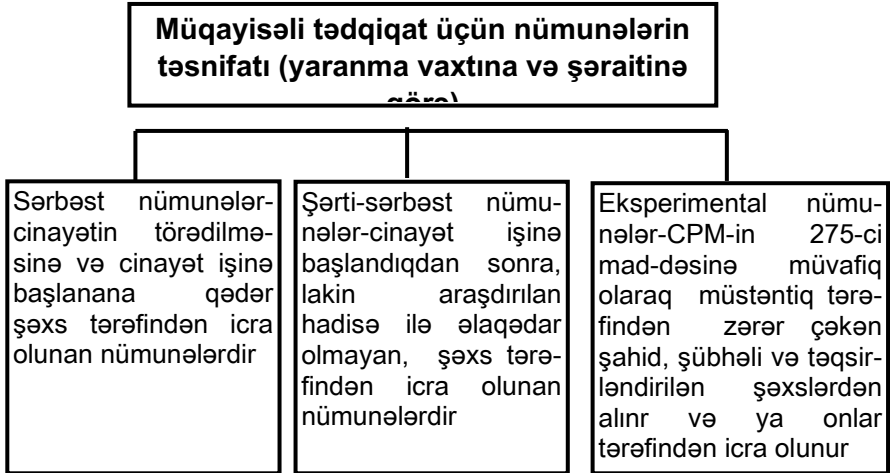 Müqayisəli tədqiqat üçün nümunələrin
təsnifatı (yaranma vaxtına və şəraitinə
görə)
Sərbəst nümunələr-
cinayətin törədilmə-
sinə və cinayət işinə
başlanana qədər
şəxs tərəfindən icra
olunan nümunələrdir
Şərti-sərbəst nümu-
nələr-cinayət işinə
başlandıqdan sonra,
lakin araşdırılan
hadisə ilə əlaqədar
olmayan, şəxs tərə-
findən icra olunan
nümunələrdir
Eksperimental nümu-
nələr-CPM-in 275-ci
mad-dəsinə müvafiq
olaraq müstəntiq tərə-
findən zərər çəkən
şahid, şübhəli və təqsir-
ləndirilən şəxslərdən
alınr və ya onlar
tərəfindən icra olunur